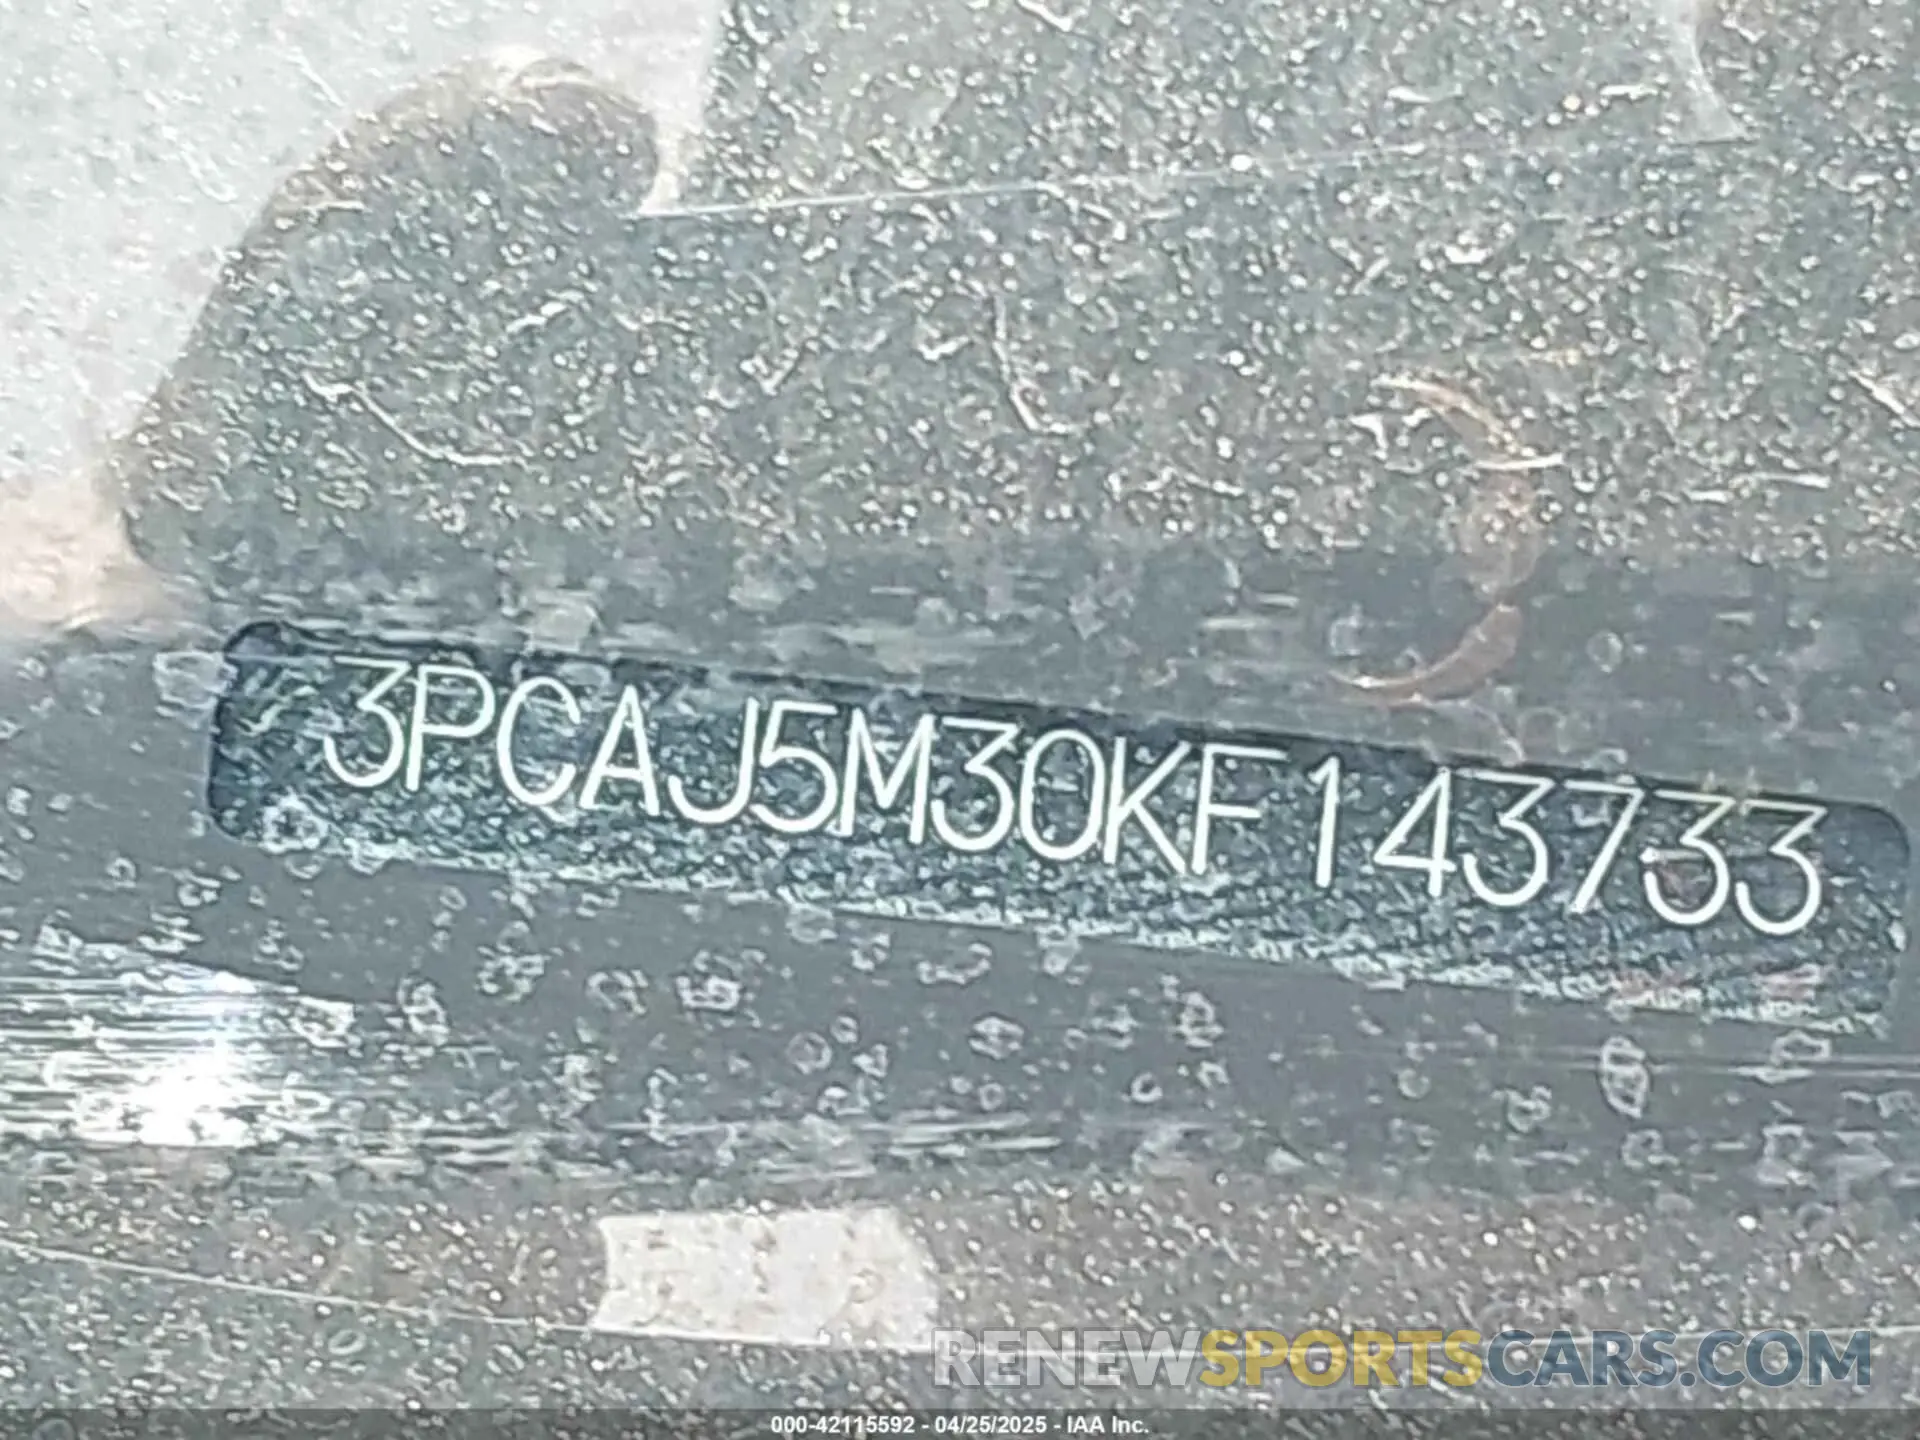 3PCAJ5M30KF143733
RENEWSPORTSCARS.COM
000-42115592 - 04/25/2025 - IAA Inc.